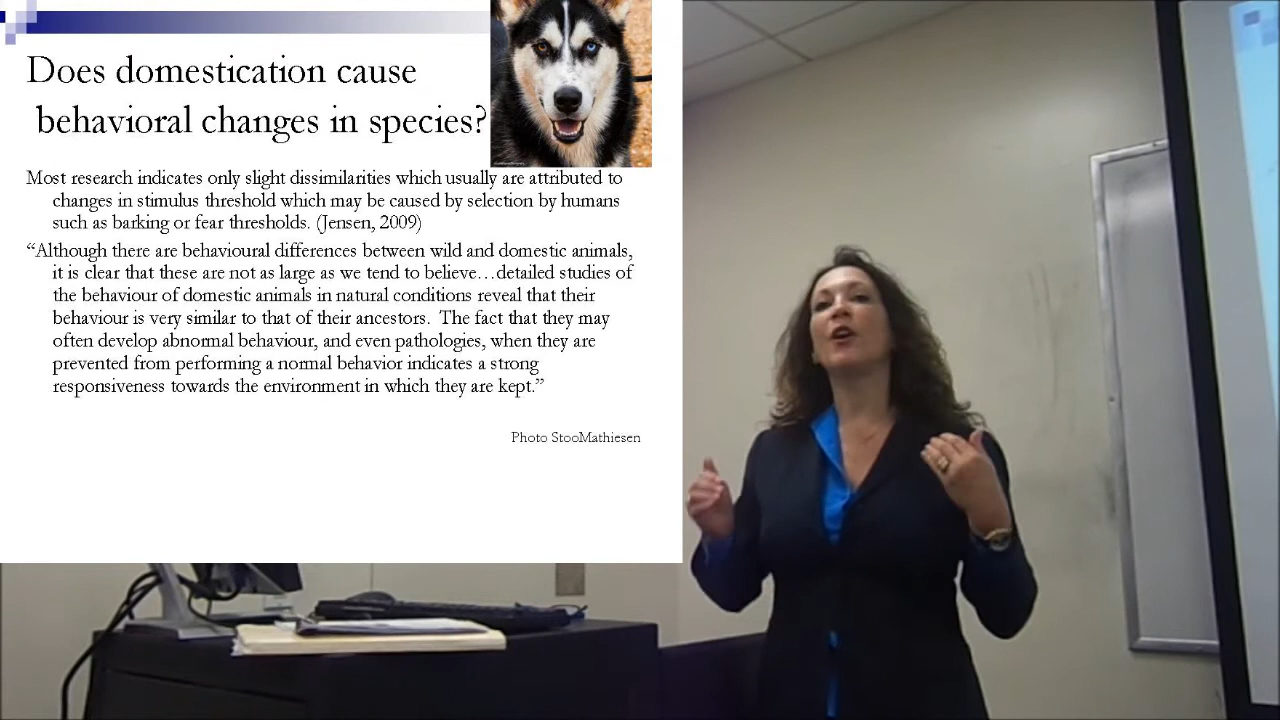 Does domestication cause
behavioral changes in species?
Most research indicates only slight dissimilarities which usually are attributed to
changes in stimulus threshold which may be caused by selection by humans
such as barking or fear thresholds. (Jensen, 2009)
“Although there are behavioural differences between wild and domestic animals,
it is clear that these are not as large as we tend to believe…detailed studies of
the behaviour of domestic animals in natural conditions reveal that their
behaviour is very similar to that of their ancestors. The fact that they may
often develop abnormal behaviour, and even pathologies, when they are
prevented from performing a normal behavior indicates a strong
responsiveness towards the environment in which they are kept.”
Photo StooMathiesen